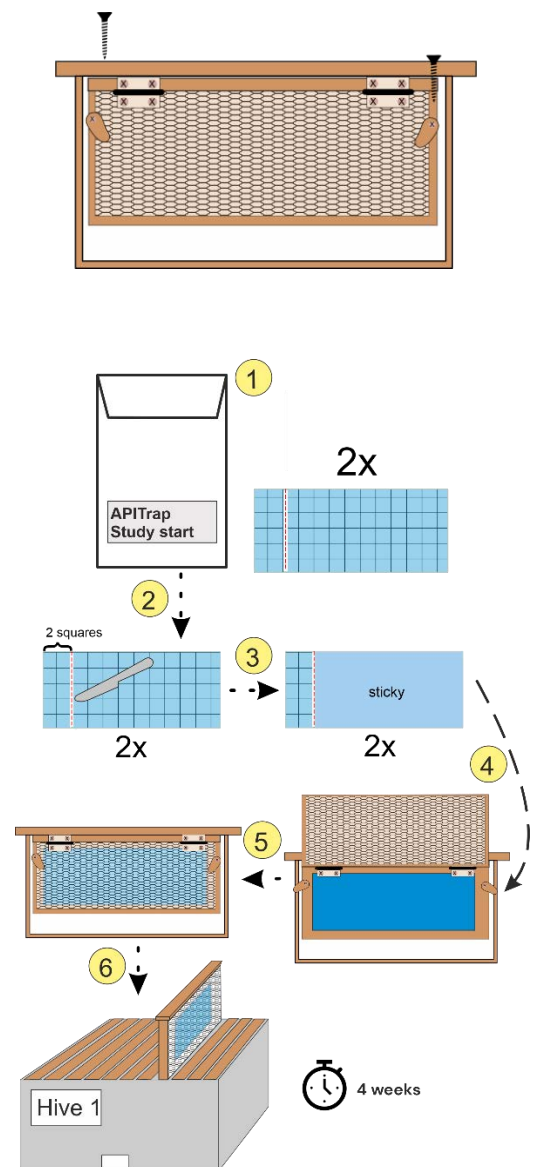 1
2x
APITrap
Study start
2
2 squares
3
sticky
2x
2x
4
5
6
Hive 1
4 weeks